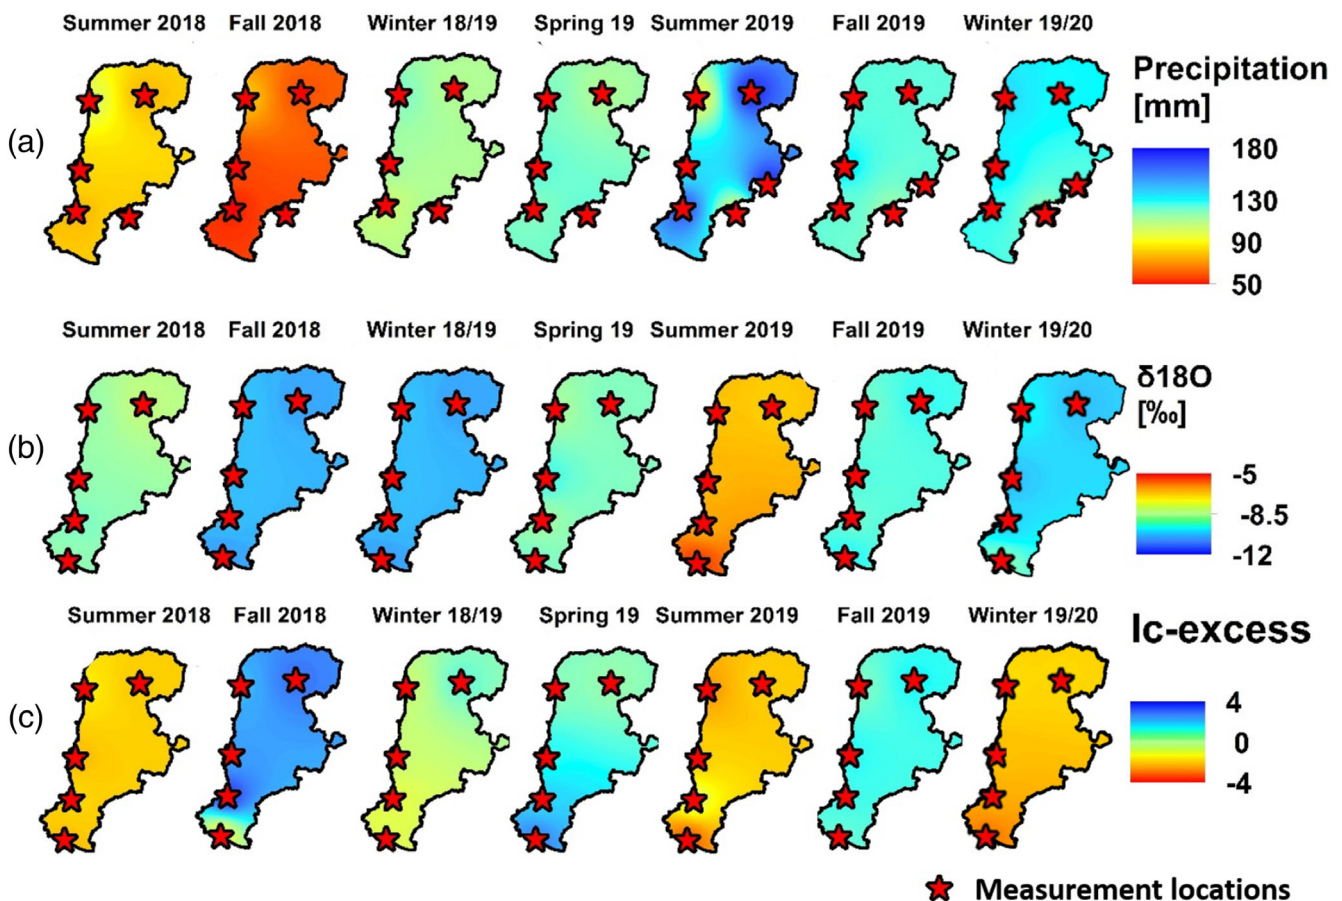 Summer 2018 Fall 2018 Winter 18/19 Spring 19 Summer 2019 Fall 2019 Winter 19/20
(a)
Precipitation
[mm]
180
130
90
50
Summer 2018 Fall 2018 Winter 18/19 Spring 19 Summer 2019 Fall 2019 Winter 19/20
(b)
δ18O
[‰]
-5
-8.5
-12
Summer 2018 Fall 2018 Winter 18/19 Spring 19 Summer 2019 Fall 2019 Winter 19/20
(c)
lc-excess
4
0
-4
Measurement locations